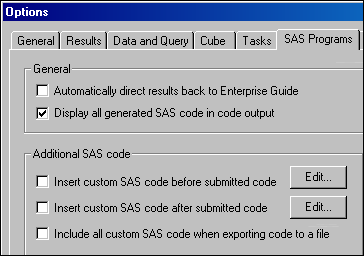 Options
General Results Data and Query Cube Tasks SAS Programs
General
Automatically direct results back to Enterprise Guide
Display all generated SAS code in code output
Additional SAS code
Insert custom SAS code before submitted code Edit...
Insert custom SAS code after submitted code Edit...
Include all custom SAS code when exporting code to a file